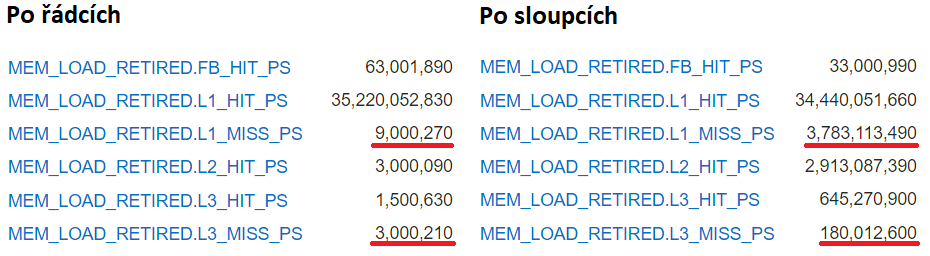 Po řádcích
MEM_LOAD_RETIRED.FB_HIT_PS 63,001,890
MEM_LOAD_RETIRED.L1_HIT_PS 35,220,052,830
MEM_LOAD_RETIRED.L1_MISS_PS 9,000,270
MEM_LOAD_RETIRED.L2_HIT_PS 3,000,090
MEM_LOAD_RETIRED.L3_HIT_PS 1,500,630
MEM_LOAD_RETIRED.L3_MISS_PS 3,000,210
Po sloupcích
MEM_LOAD_RETIRED.FB_HIT_PS 33,000,990
MEM_LOAD_RETIRED.L1_HIT_PS 34,440,051,660
MEM_LOAD_RETIRED.L1_MISS_PS 3,783,113,490
MEM_LOAD_RETIRED.L2_HIT_PS 2,913,087,390
MEM_LOAD_RETIRED.L3_HIT_PS 645,270,900
MEM_LOAD_RETIRED.L3_MISS_PS 180,012,600